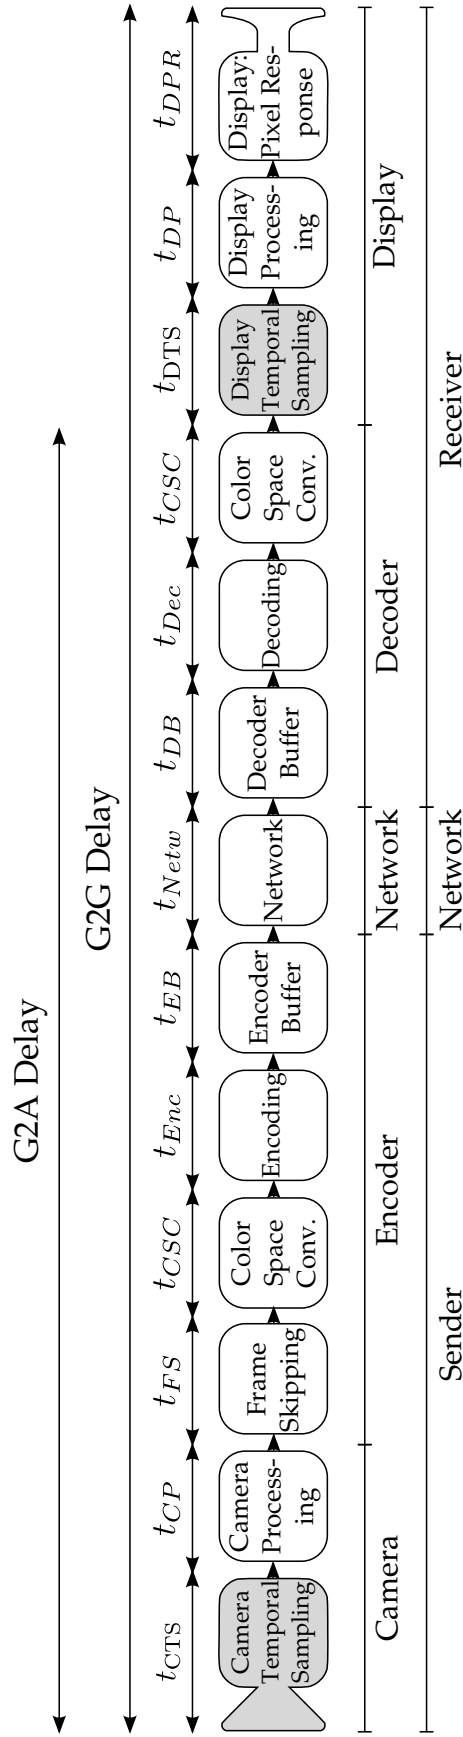 G2A Delay
G2G Delay
t_CTS
t_CP
t_FS
t_CSC
t_Enc
t_EB
t_Netw
t_DB
t_Dec
t_CSC
t_DTS
t_DP
t_DPR
Camera
Temporal
Sampling
Camera
Process-
ing
Frame
Skipping
Color
Space
Conv.
Encoding
Encoder
Buffer
Network
Decoder
Buffer
Decoding
Color
Space
Conv.
Display
Temporal
Sampling
Display
Process-
ing
Display:
Pixel Res-
ponse
Camera
Encoder
Network
Decoder
Display
Sender
Network
Receiver